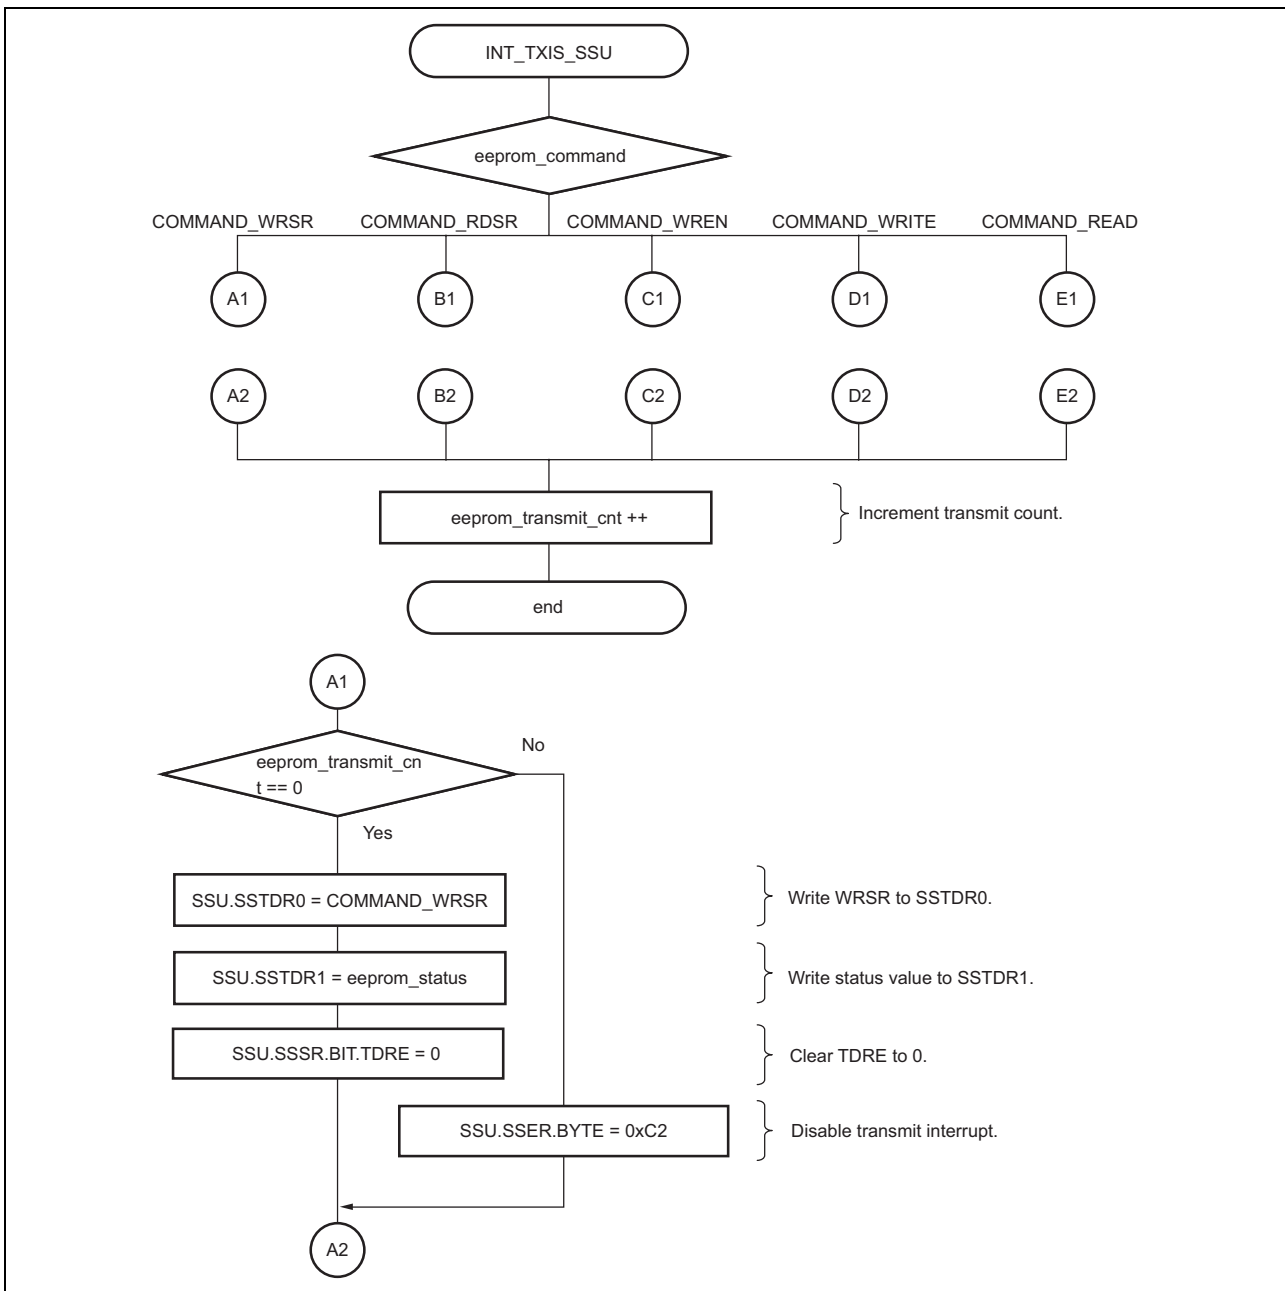 INT_TXIS_SSU
eeprom_command
COMMAND_WRSR COMMAND_RDSR COMMAND_WREN COMMAND_WRITE COMMAND_READ
A1 B1 C1 D1 E1
A2 B2 C2 D2 E2
eeprom_transmit_cnt ++ Increment transmit count.
end
A1
No
eeprom_transmit_cn
t == 0
Yes
SSU.SSTDR0 = COMMAND_WRSR Write WRSR to SSTDR0.
SSU.SSTDR1 = eeprom_status Write status value to SSTDR1.
SSU.SSSR.BIT.TDRE = 0 Clear TDRE to 0.
SSU.SSER.BYTE = 0xC2 Disable transmit interrupt.
A2